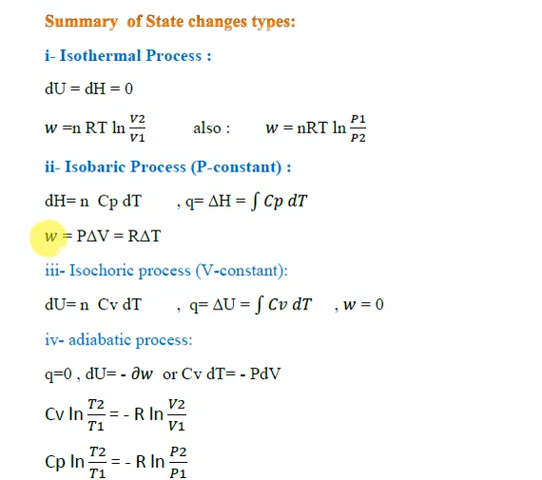 Summary of State changes types:
i- Isothermal Process :
dU = dH = 0
w =n RT ln V2/V1 also : w = nRT ln P1/P2
ii- Isobaric Process (P-constant) :
dH= n Cp dT , q= ΔH = ∫ Cp dT
w = PΔV = RΔT
iii- Isochoric process (V-constant):
dU= n Cv dT , q= ΔU = ∫ Cv dT , w = 0
iv- adiabatic process:
q=0 , dU= - ∂w or Cv dT= - PdV
Cv ln T2/T1 = - R ln V2/V1
Cp ln T2/T1 = - R ln P2/P1